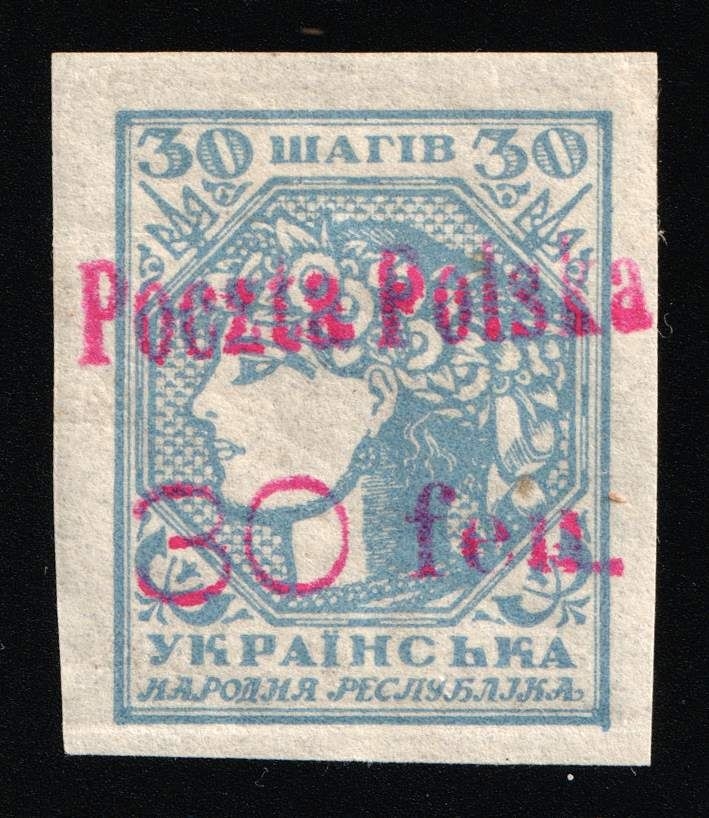 30 ШАГІВ 30
Poczta Polska
30 fen.
УКРАЇНСЬКА
НАРОДНЯ РЕСПУБЛІКА